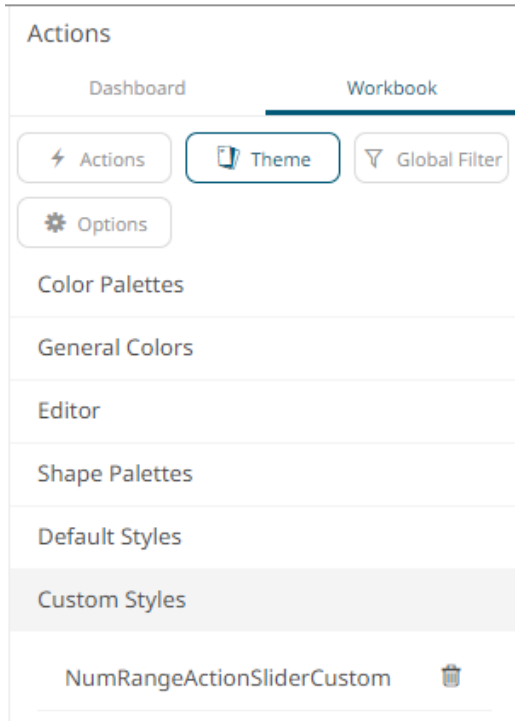 Actions
Dashboard Workbook
Actions Theme Global Filter
Options
Color Palettes
General Colors
Editor
Shape Palettes
Default Styles
Custom Styles
NumRangeActionSliderCustom